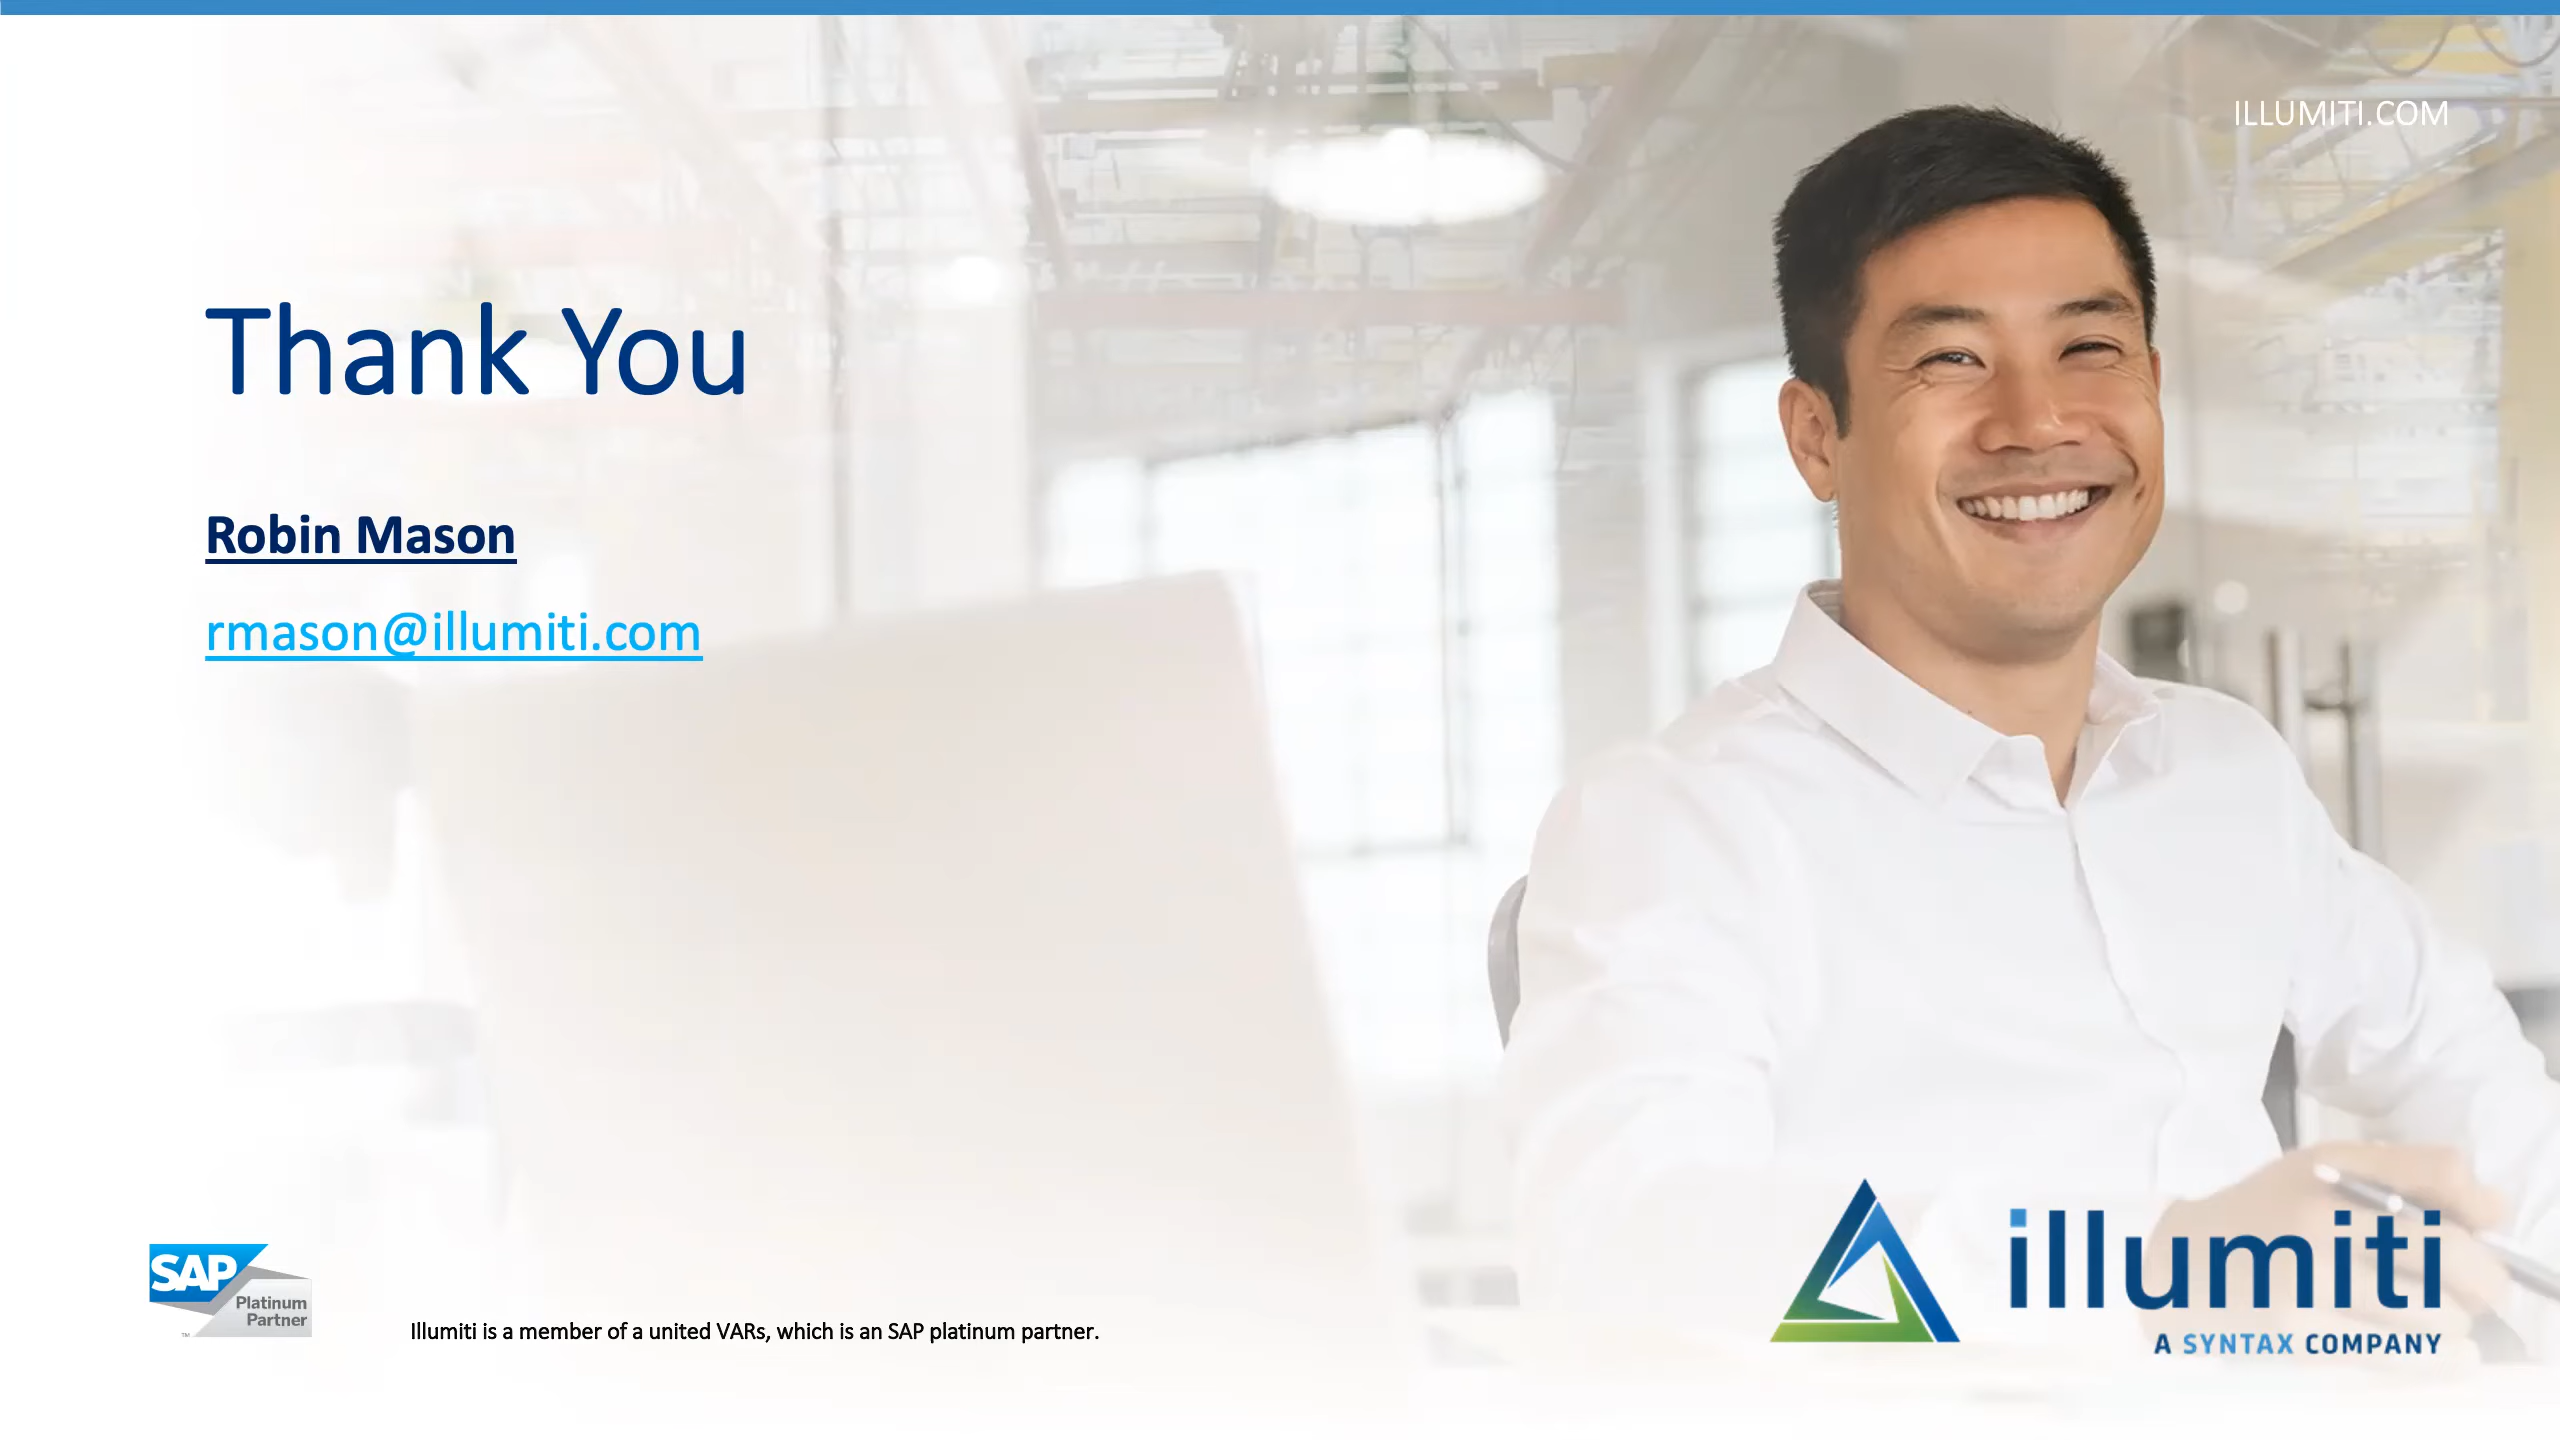 ILLUMITI.COM
Thank You
Robin Mason
rmason@illumiti.com
SAP
Platinum
Partner
™
Illumiti is a member of a united VARs, which is an SAP platinum partner.
illumiti
A SYNTAX COMPANY